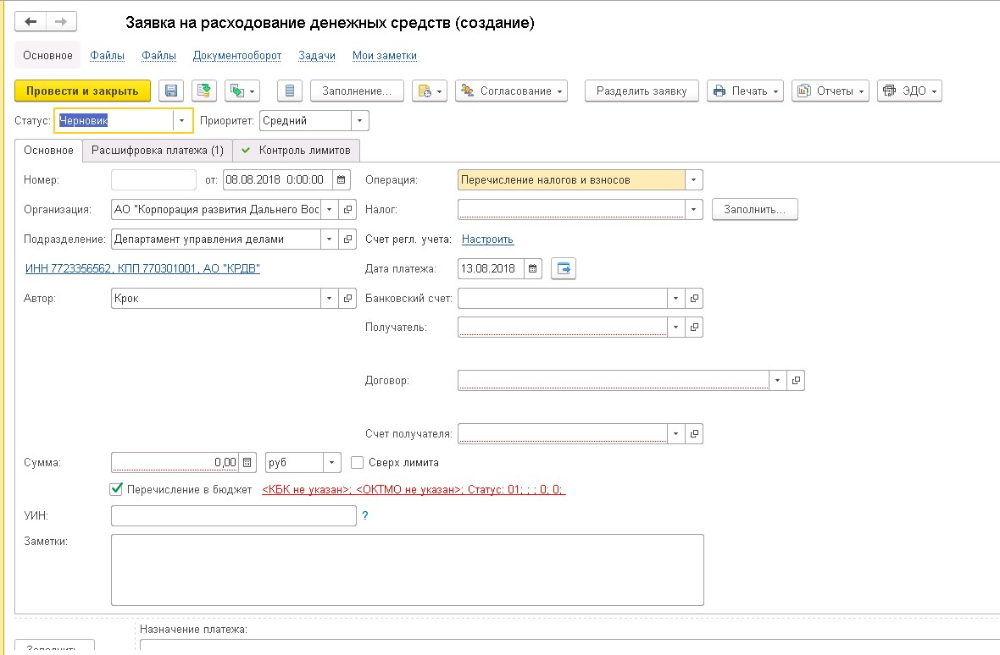 Заявка на расходование денежных средств (создание)
Основное Файлы Файлы Документооборот Задачи Мои заметки
Провести и закрыть Заполнение... Согласование Разделить заявку Печать Отчеты ЭДО
Статус: Черновик Приоритет: Средний
Основное Расшифровка платежа (1) Контроль лимитов
Номер: от: 08.08.2018 0:00:00 Операция: Перечисление налогов и взносов
Организация: АО "Корпорация развития Дальнего Вос Налог: Заполнить...
Подразделение: Департамент управления делами Счет регл. учета: Настроить
ИНН 7723356562, КПП 770301001, АО "КРДВ" Дата платежа: 13.08.2018
Автор: Крок Банковский счет:
Получатель:
Договор:
Счет получателя:
Сумма: 0,00 руб Сверх лимита
Перечисление в бюджет <КБК не указан>; <ОКТМО не указан>; Статус: 01; ; ; 0; 0;
УИН: ?
Заметки:
Назначение платежа:
Заполнить